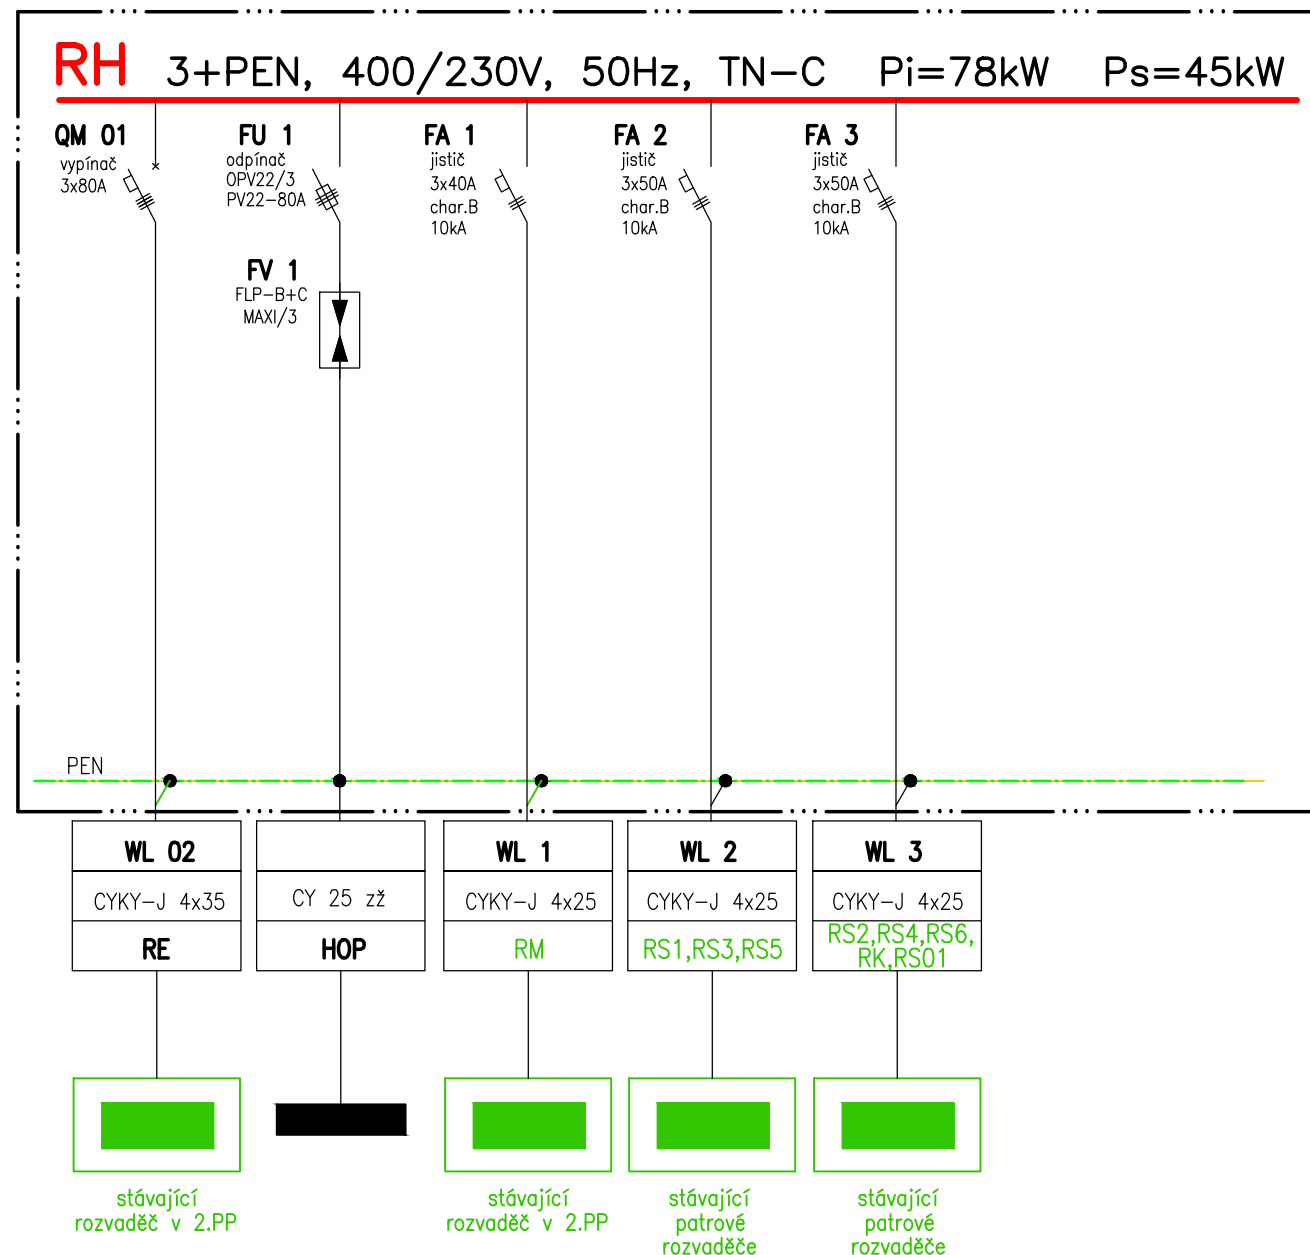 RH 3+PEN, 400/230V, 50Hz, TN-C Pi=78kW Ps=45kW
QM 01
vypínač
3x80A
FU 1
odpínač
OPV22/3
PV22-80A
FV 1
FLP-B+C
MAXI/3
FA 1
jistič
3x40A
char.B
10kA
FA 2
jistič
3x50A
char.B
10kA
FA 3
jistič
3x50A
char.B
10kA
PEN
WL 02
CYKY-J 4x35
RE
CY 25 zž
HOP
WL 1
CYKY-J 4x25
RM
WL 2
CYKY-J 4x25
RS1,RS3,RS5
WL 3
CYKY-J 4x25
RS2,RS4,RS6,
RK,RS01
stávající
rozvaděč v 2.PP
stávající
rozvaděč v 2.PP
stávající
patrové
rozvaděče
stávající
patrové
rozvaděče